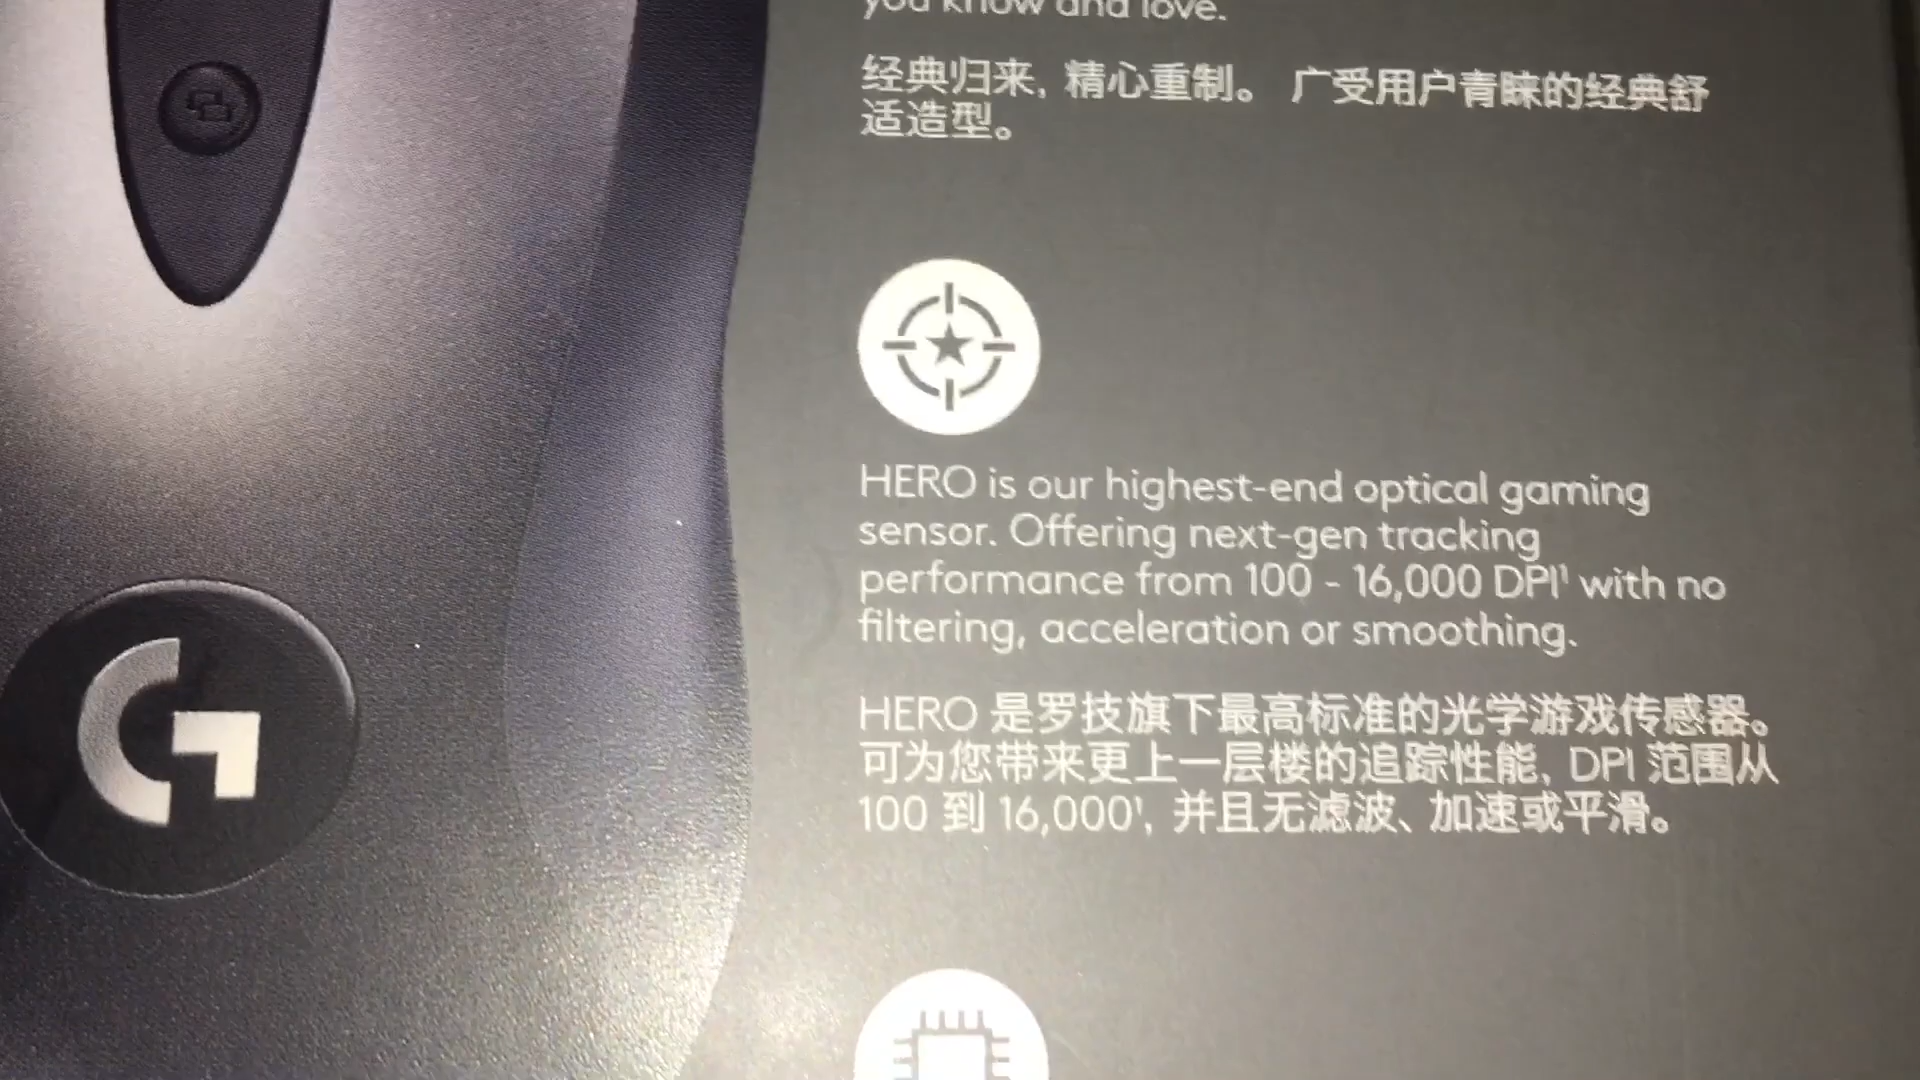 you know and love.
经典归来, 精心重制。 广受用户青睐的经典舒
适造型。
HERO is our highest-end optical gaming
sensor. Offering next-gen tracking
performance from 100 - 16,000 DPI¹ with no
filtering, acceleration or smoothing.
HERO 是罗技旗下最高标准的光学游戏传感器。
可为您带来更上一层楼的追踪性能, DPI 范围从
100 到 16,000¹, 并且无滤波、加速或平滑。